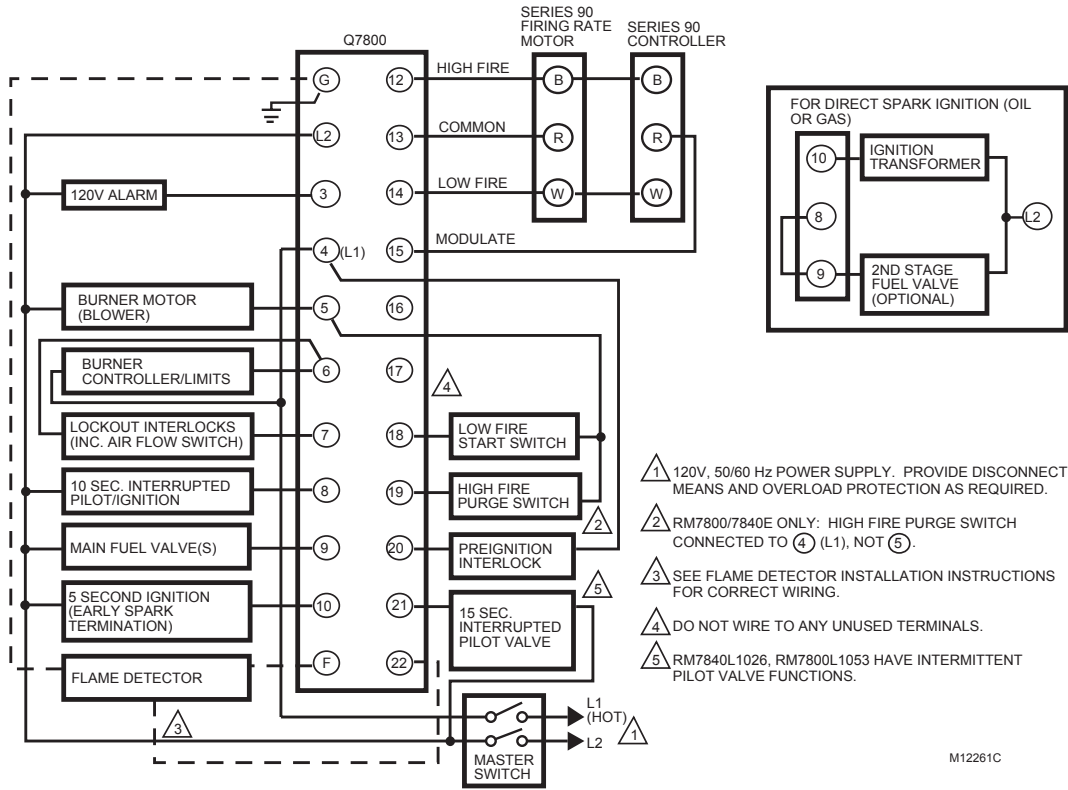 SERIES 90
FIRING RATE
MOTOR
SERIES 90
CONTROLLER
Q7800
G
12
HIGH FIRE
B
B
L2
13
COMMON
R
R
120V ALARM
3
14
LOW FIRE
W
W
4
(L1)
15
MODULATE
BURNER MOTOR
(BLOWER)
5
16
BURNER
CONTROLLER/LIMITS
6
17
4
LOCKOUT INTERLOCKS
(INC. AIR FLOW SWITCH)
7
18
LOW FIRE
START SWITCH
10 SEC. INTERRUPTED
PILOT/IGNITION
8
19
HIGH FIRE
PURGE SWITCH
2
MAIN FUEL VALVE(S)
9
20
PREIGNITION
INTERLOCK
5
5 SECOND IGNITION
(EARLY SPARK
TERMINATION)
10
21
15 SEC.
INTERRUPTED
PILOT VALVE
FLAME DETECTOR
F
22
3
L1
(HOT)
1
L2
MASTER
SWITCH
FOR DIRECT SPARK IGNITION (OIL
OR GAS)
10
IGNITION
TRANSFORMER
8
L2
9
2ND STAGE
FUEL VALVE
(OPTIONAL)
1 120V, 50/60 Hz POWER SUPPLY. PROVIDE DISCONNECT
MEANS AND OVERLOAD PROTECTION AS REQUIRED.
2 RM7800/7840E ONLY: HIGH FIRE PURGE SWITCH
CONNECTED TO 4 (L1), NOT 5.
3 SEE FLAME DETECTOR INSTALLATION INSTRUCTIONS
FOR CORRECT WIRING.
4 DO NOT WIRE TO ANY UNUSED TERMINALS.
5 RM7840L1026, RM7800L1053 HAVE INTERMITTENT
PILOT VALVE FUNCTIONS.
M12261C